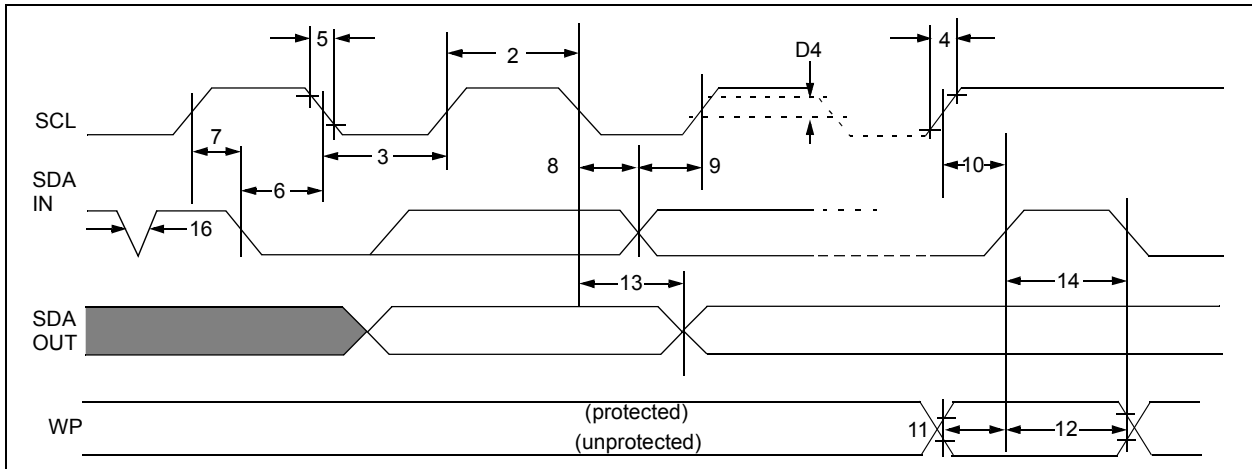 5
2
D4
4
SCL
7
3
8
9
10
SDA
IN
6
16
13
14
SDA
OUT
WP
(protected)
(unprotected)
11
12